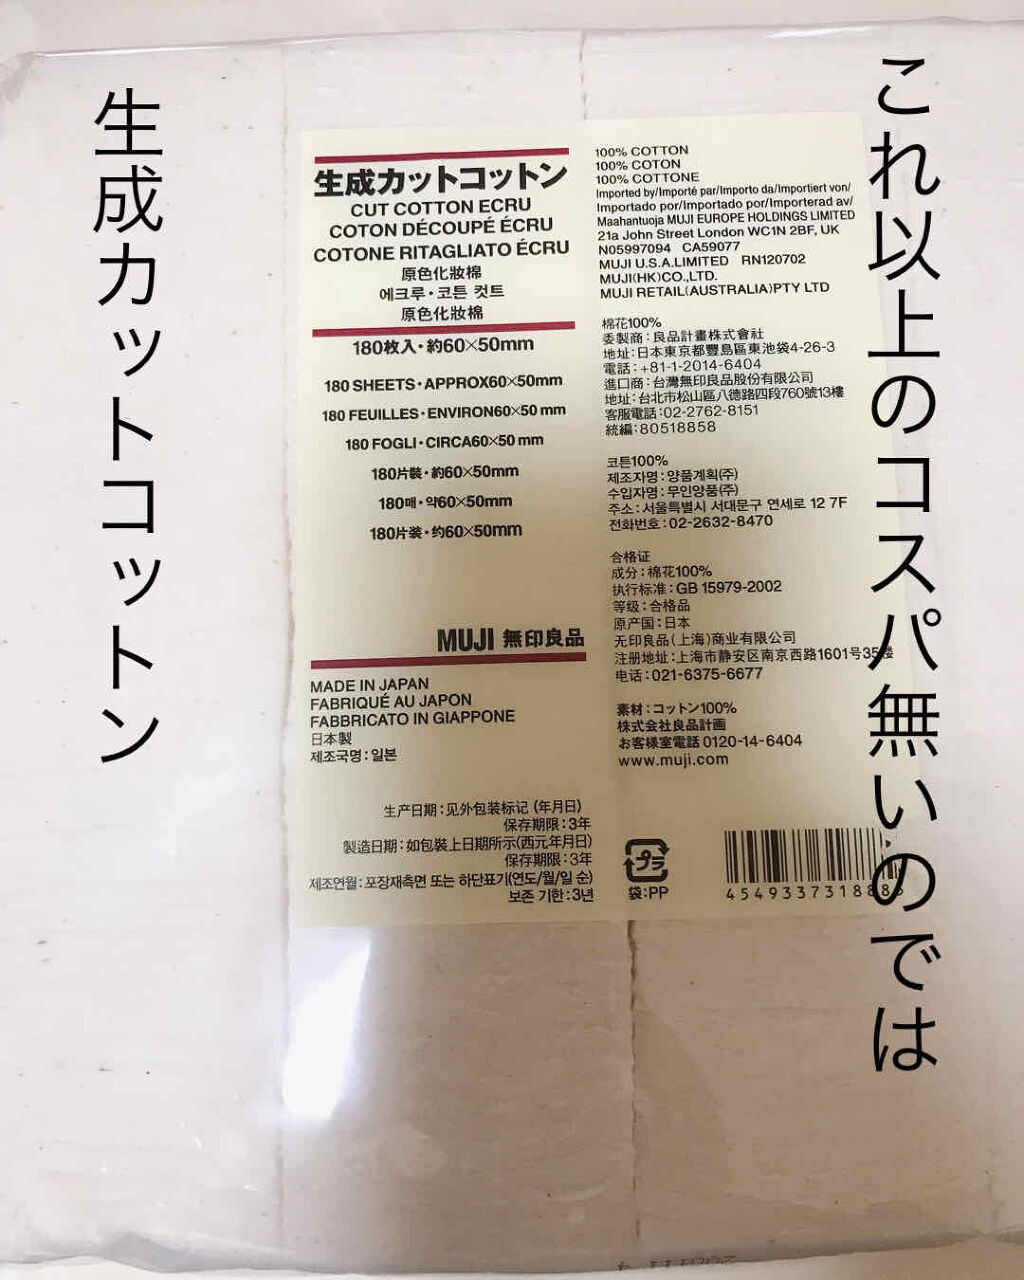 これ以上のコスパ無いのでは
生成カットコットン
生成カットコットン
CUT COTTON ECRU
COTON DÉCOUPÉ ÉCRU
COTONE RITAGLIATO ÉCRU
原色化妝棉
에크루・코튼 컷트
原色化妝棉
180枚入・約60×50mm
180 SHEETS・APPROX60×50mm
180 FEUILLES・ENVIRON60×50 mm
180 FOGLI・CIRCA60×50 mm
180片裝・約60×50mm
180매・약60×50mm
180片装・约60×50mm
MUJI 無印良品
MADE IN JAPAN
FABRIQUÉ AU JAPON
FABBRICATO IN GIAPPONE
日本製
제조국명：일본
生产日期：见外包装标记 (年月日)
保存期限：3年
製造日期：如包裝上日期所示(西元年月日)
保存期限：3年
제조연월：포장재측면 또는 하단표기(연도/월/일 순)
보존 기한：3년
100% COTTON
100% COTON
100% COTTONE
Imported by/Importé par/Importo da/Importiert von/
Importado por/Importado por/Importerad av/
Maahantuoja MUJI EUROPE HOLDINGS LIMITED
21a John Street London WC1N 2BF, UK
N05997094 CA59077
MUJI U.S.A.LIMITED RN120702
MUJI(HK)CO.,LTD.
MUJI RETAIL(AUSTRALIA)PTY LTD
棉花100%
委製商：良品計畫株式會社
地址：日本東京都豐島區東池袋4-26-3
電話：+81-1-2014-6404
進口商：台灣無印良品股份有限公司
地址：台北市松山區八德路四段760號13樓
客服電話：02-2762-8151
統編：80518858
코튼100%
제조자명：양품계획(주)
수입자명：무인양품(주)
주소：서울특별시 서대문구 연세로 12 7F
전화번호：02-2632-8470
合格证
成分：棉花100%
执行标准：GB 15979-2002
等级：合格品
原产国：日本
无印良品(上海)商业有限公司
注册地址：上海市静安区南京西路1601号35楼
电话：021-6375-6677
素材：コットン100%
株式会社良品計画
お客様室電話 0120-14-6404
www.muji.com
プラ
袋：PP
454933731888